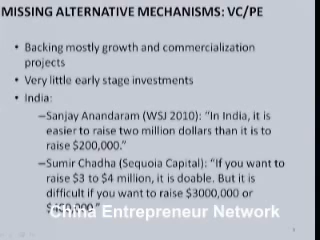 MISSING ALTERNATIVE MECHANISMS: VC/PE
• Backing mostly growth and commercialization
projects
• Very little early stage investments
• India:
–Sanjay Anandaram (WSJ 2010): "In India, it is
easier to raise two million dollars than it is to
raise $200,000."
–Sumir Chadha (Sequoia Capital): "If you want to
raise $3 to $4 million, it is doable. But it is
difficult if you want to raise $3000,000 or
China Entrepreneur Network